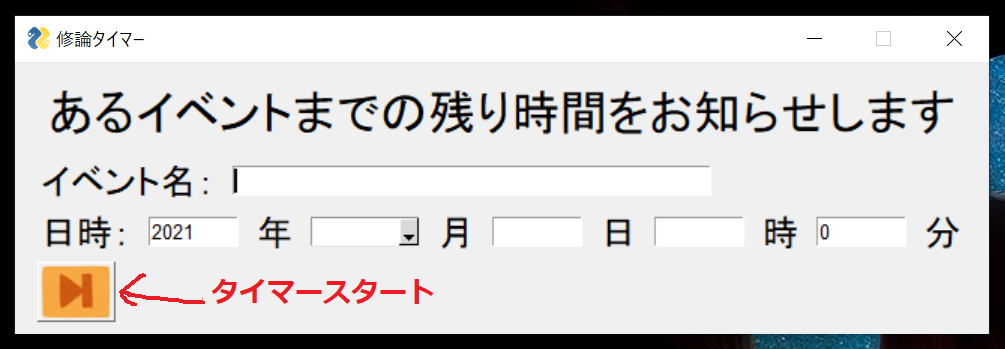 修論タイマー
あるイベントまでの残り時間をお知らせします
イベント名:
日時: 2021 年 月 日 時 0 分
タイマースタート